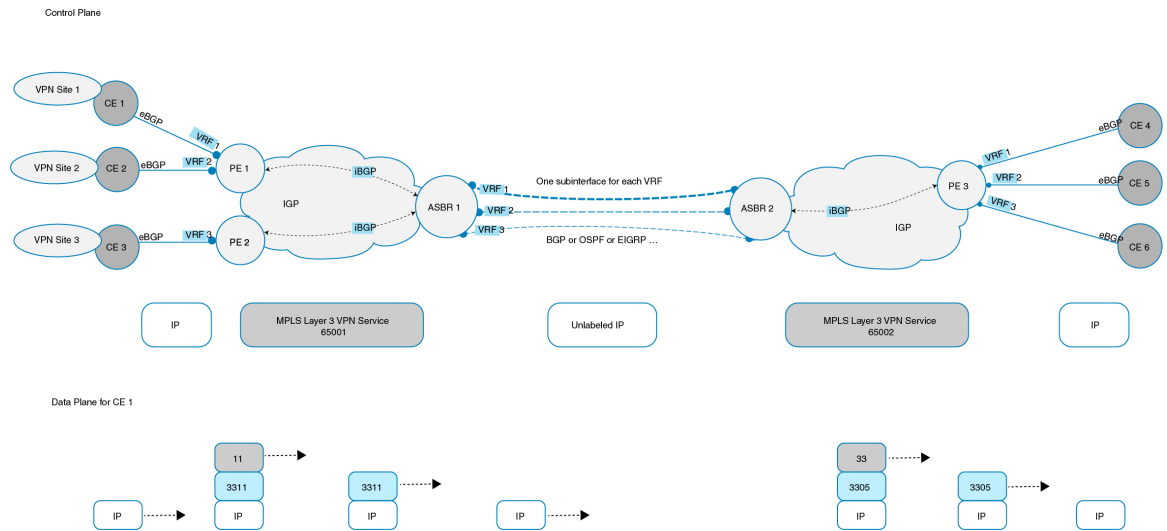 Control Plane
VPN Site 1
CE 1
eBGP
VRF 1
VPN Site 2
CE 2
eBGP
VRF 2
VPN Site 3
CE 3
eBGP
VRF 3
PE 1
PE 2
IGP
iBGP
iBGP
ASBR 1
VRF 1
VRF 2
VRF 3
One subinterface for each VRF
BGP or OSPF or EIGRP ...
ASBR 2
iBGP
IGP
PE 3
VRF 1
VRF 2
VRF 3
eBGP
CE 4
eBGP
CE 5
eBGP
CE 6
IP
MPLS Layer 3 VPN Service
65001
Unlabeled IP
MPLS Layer 3 VPN Service
65002
IP
Data Plane for CE 1
IP
11
3311
IP
3311
IP
IP
33
3305
IP
3305
IP
IP